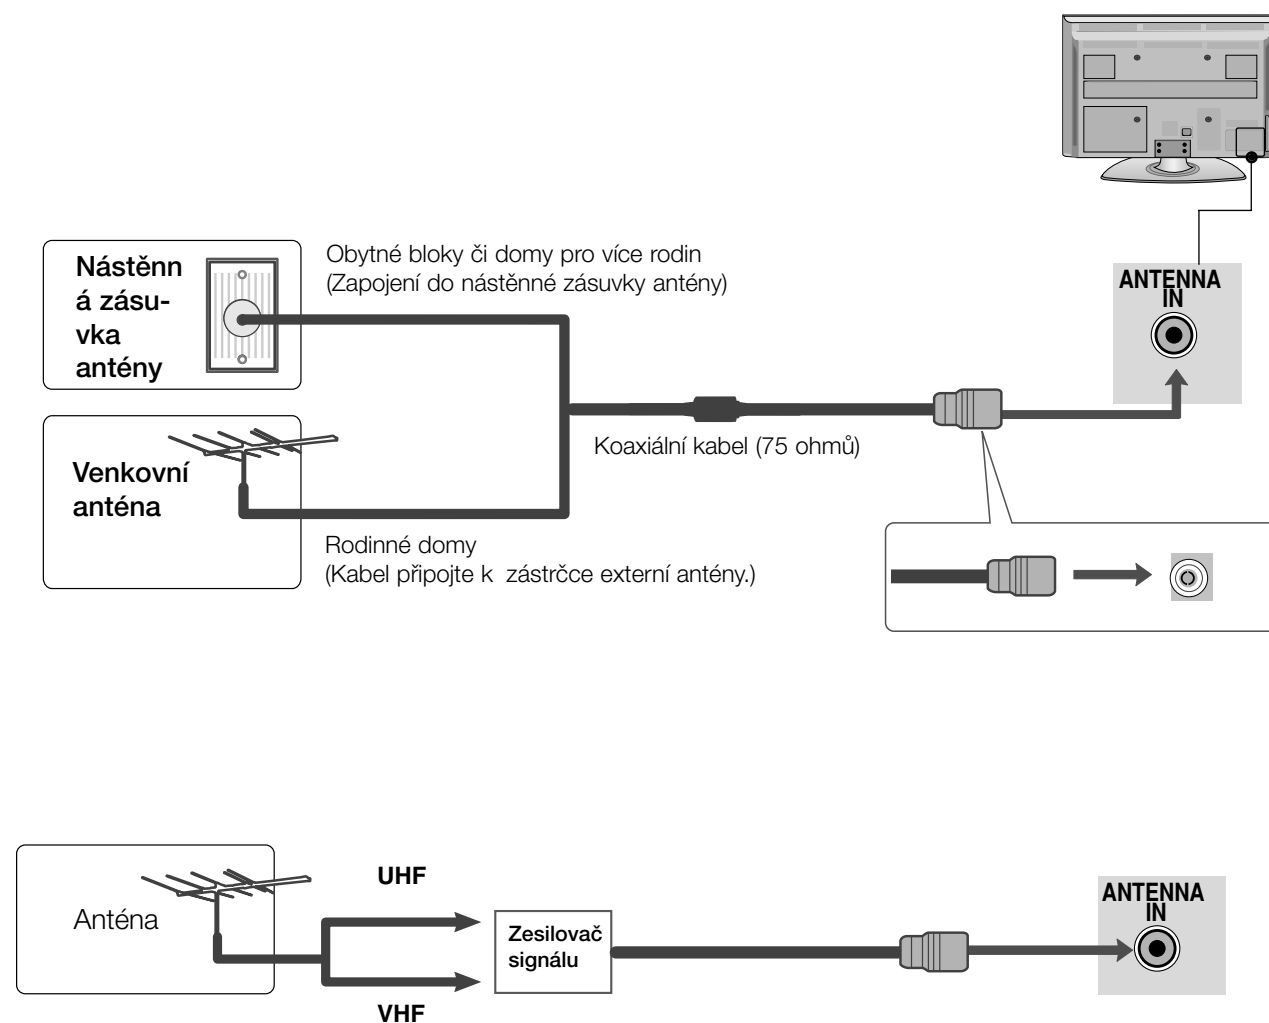 Nástěnn
á zásu-
vka
antény
Obytné bloky či domy pro více rodin
(Zapojení do nástěnné zásuvky antény)
ANTENNA
IN
Koaxiální kabel (75 ohmů)
Venkovní
anténa
Rodinné domy
(Kabel připojte k  zástrčce externí antény.)
UHF
Anténa
Zesilovač
signálu
VHF
ANTENNA
IN